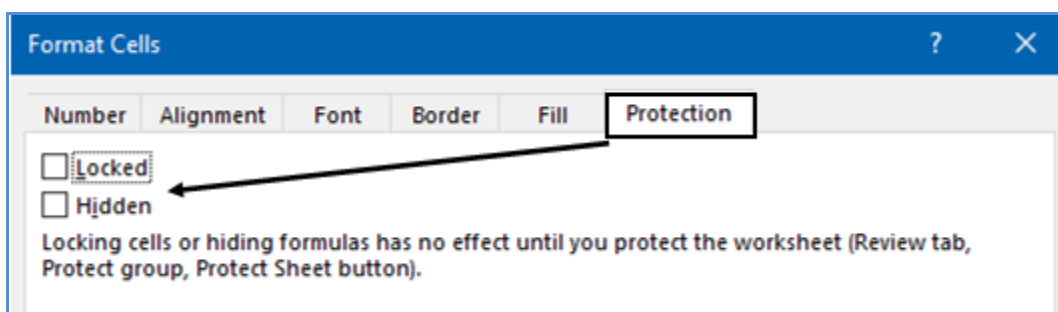 Format Cells ?
Number Alignment Font Border Fill Protection
Locked
Hidden
Locking cells or hiding formulas has no effect until you protect the worksheet (Review tab,
Protect group, Protect Sheet button).